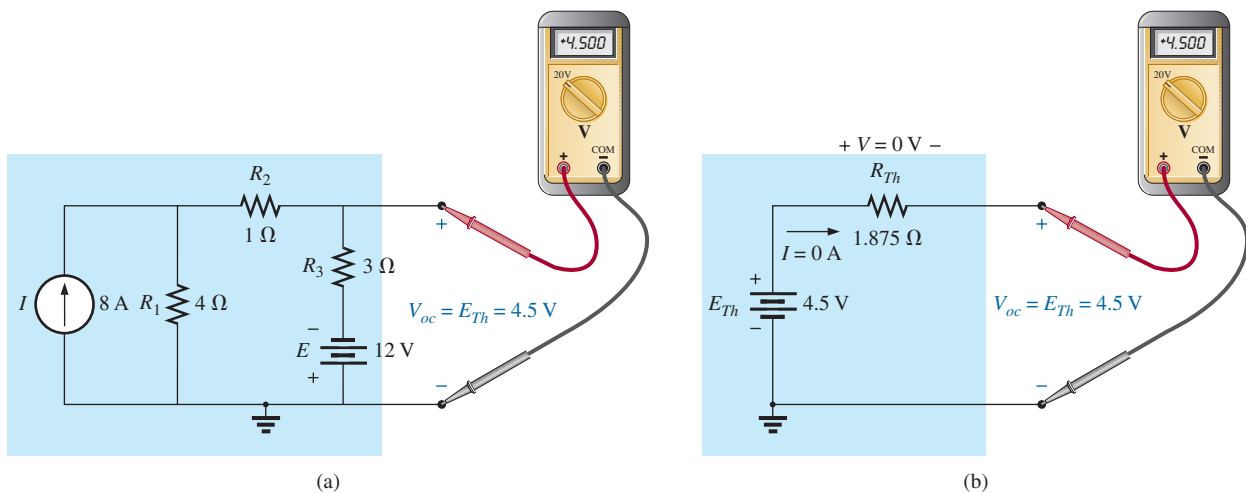 +4.500
20V
V
+
COM
–
R2
1 Ω
+
I
8 A
R1
4 Ω
R3
3 Ω
–
E
12 V
+
Voc = ETh = 4.5 V
–
(a)
+4.500
20V
V
+
COM
–
+ V = 0 V –
RTh
1.875 Ω
I = 0 A
+
+
ETh
4.5 V
–
Voc = ETh = 4.5 V
–
(b)